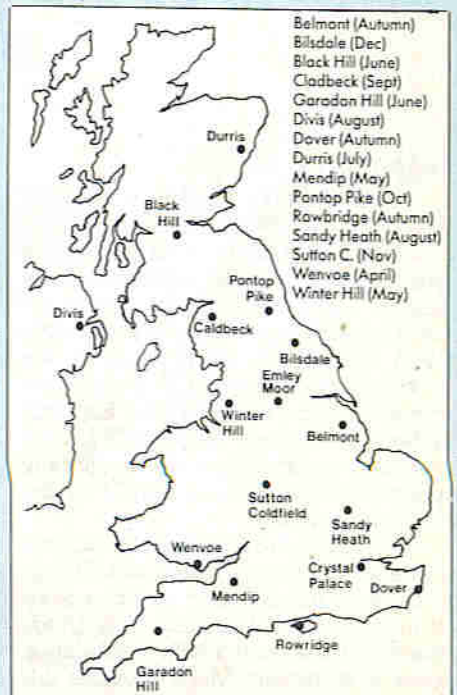 Belmont (Autumn)
Bilsdale (Dec)
Black Hill (June)
Cladbeck (Sept)
Garadon Hill (June)
Divis (August)
Dover (Autumn)
Durris (July)
Mendip (May)
Pontop Pike (Oct)
Rowbridge (Autumn)
Sandy Heath (August)
Sutton C. (Nov)
Wenvoe (April)
Winter Hill (May)
Durris
Black
Hill
Pontop
Pike
Divis
Caldbeck
Bilsdale
Emley
Moor
Winter
Hill
Belmont
Sutton
Coldfield
Sandy
Heath
Wenvoe
Crystal
Palace
Mendip
Dover
Rowridge
Garadon
Hill